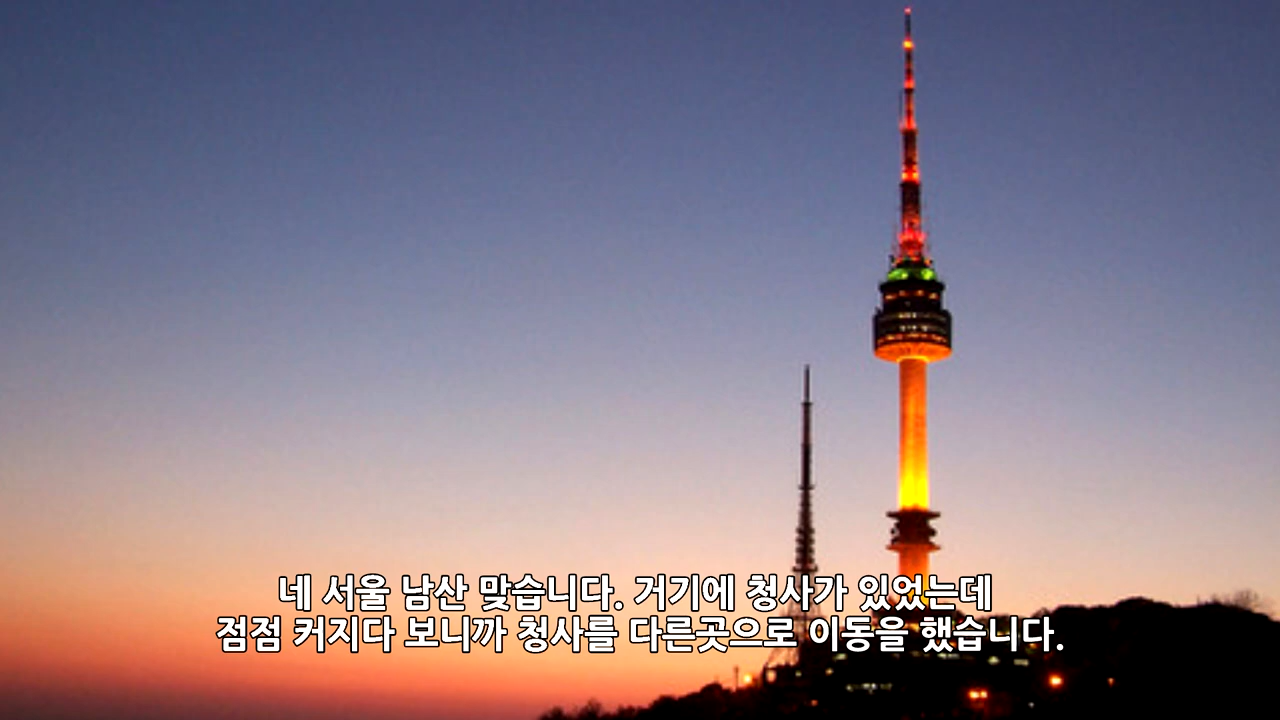 네 서울 남산 맞습니다. 거기에 청사가 있었는데
점점 커지다 보니까 청사를 다른곳으로 이동을 했습니다.